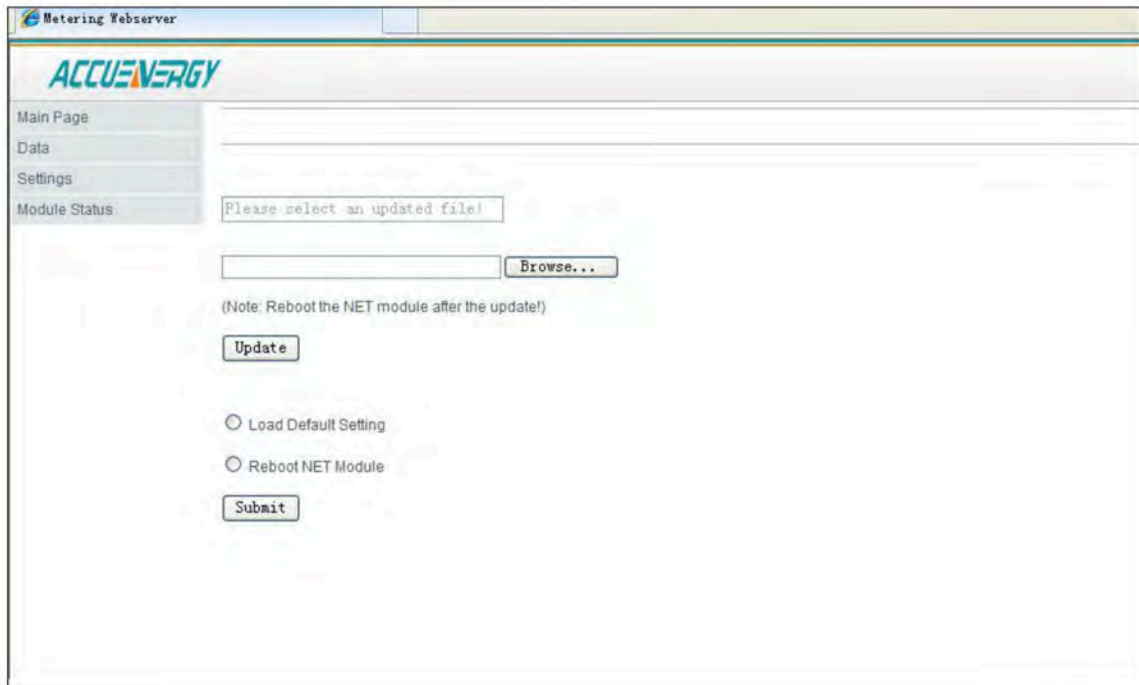 Metering Webserver
ACCUENERGY
Main Page
Data
Settings
Module Status
Please select an updated file!
Browse...
(Note: Reboot the NET module after the update!)
Update
Load Default Setting
Reboot NET Module
Submit